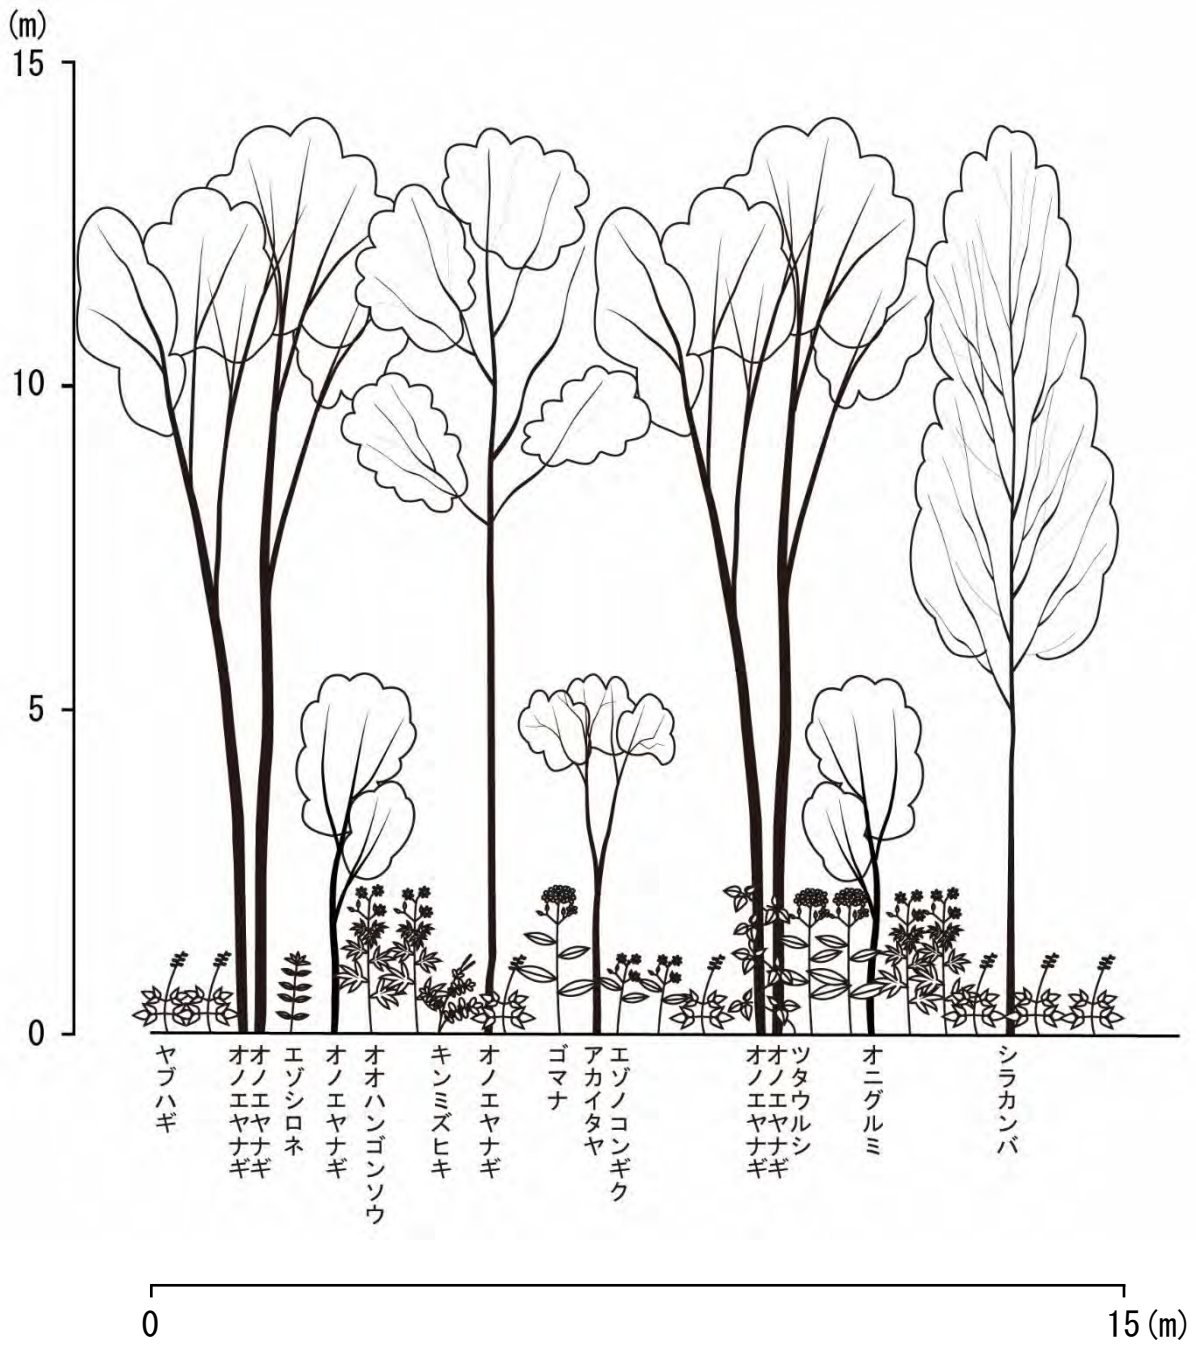 (m)
15
10
5
0
ヤブハギ
オノエヤナギ
オノエヤナギ
エゾシロネ
オノエヤナギ
オオハンゴンソウ
キンミズヒキ
オノエヤナギ
ゴマナ
アカイタヤ
エゾノコンギク
オノエヤナギ
オノエヤナギ
ツタウルシ
オニグルミ
シラカンバ
0
15(m)